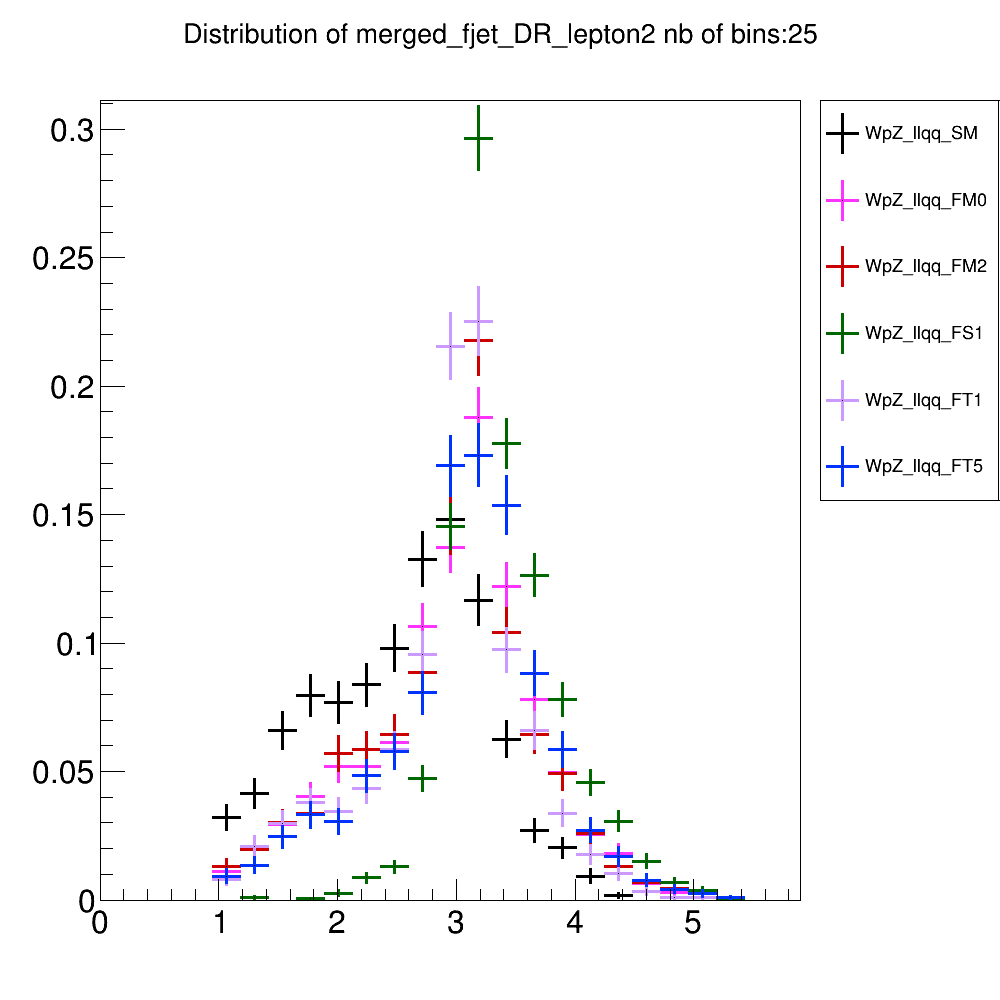 Distribution of merged_fjet_DR_lepton2 nb of bins:25
0.3
0.25
0.2
0.15
0.1
0.05
0
0 1 2 3 4 5
WpZ_llqq_SM
WpZ_llqq_FM0
WpZ_llqq_FM2
WpZ_llqq_FS1
WpZ_llqq_FT1
WpZ_llqq_FT5